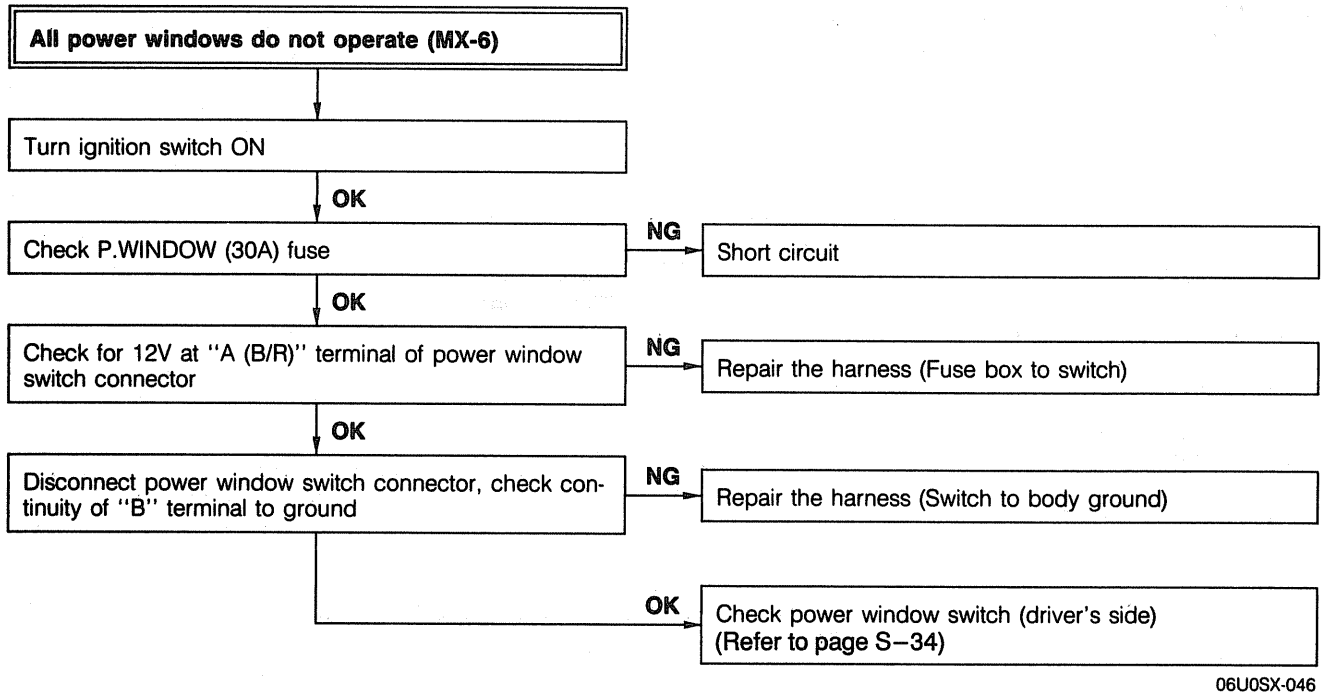 All power windows do not operate (MX-6)
Turn ignition switch ON
OK
Check P.WINDOW (30A) fuse
NG
Short circuit
OK
Check for 12V at "A (B/R)" terminal of power window
switch connector
NG
Repair the harness (Fuse box to switch)
OK
Disconnect power window switch connector, check con-
tinuity of "B" terminal to ground
NG
Repair the harness (Switch to body ground)
OK
Check power window switch (driver's side)
(Refer to page S–34)
06U0SX-046